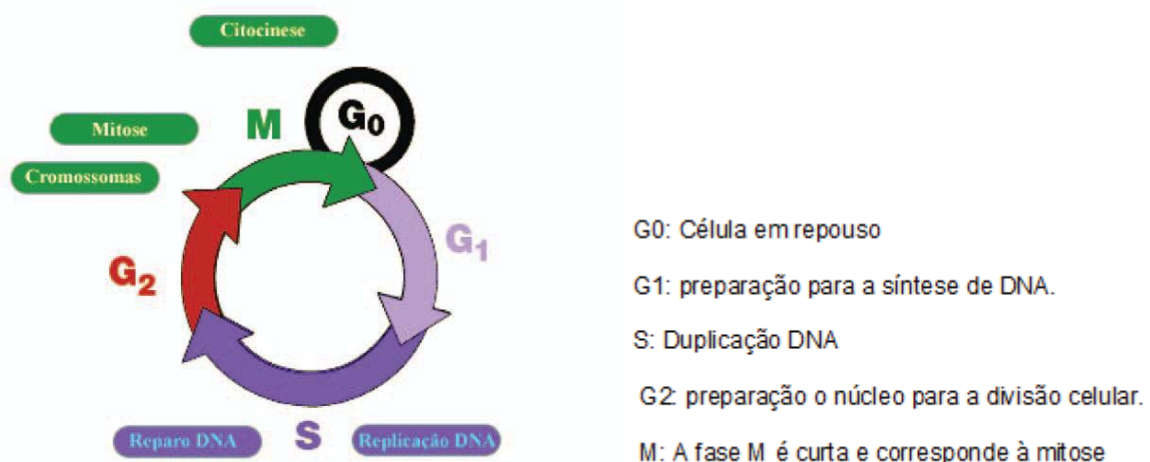 Citocinese
G0
Mitose
M
Cromossomas
G1
G2
Reparo DNA
S
Replicação DNA
G0: Célula em repouso
G1: preparação para a síntese de DNA.
S: Duplicação DNA
G2: preparação o núcleo para a divisão celular.
M: A fase M é curta e corresponde à mitose